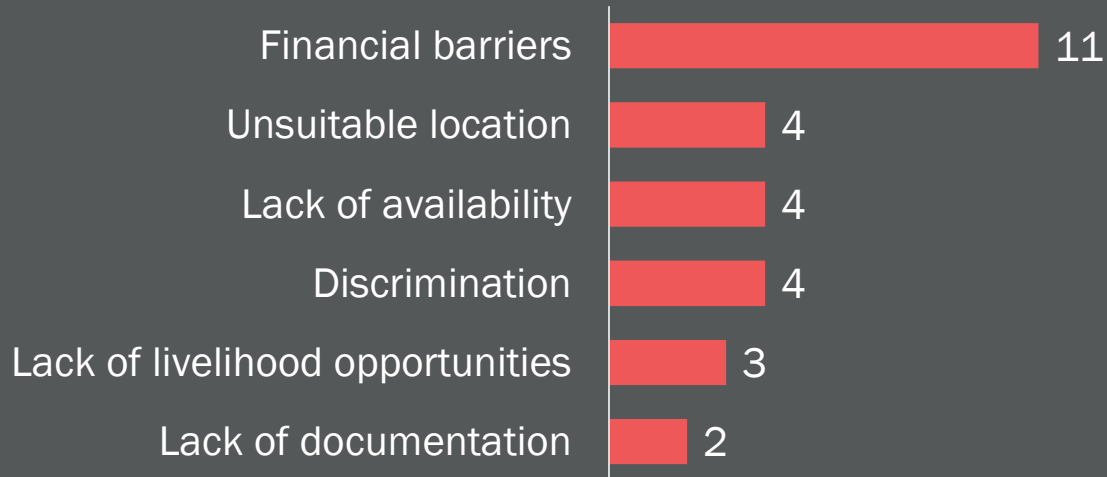 Financial barriers 11
Unsuitable location 4
Lack of availability 4
Discrimination 4
Lack of livelihood opportunities 3
Lack of documentation 2